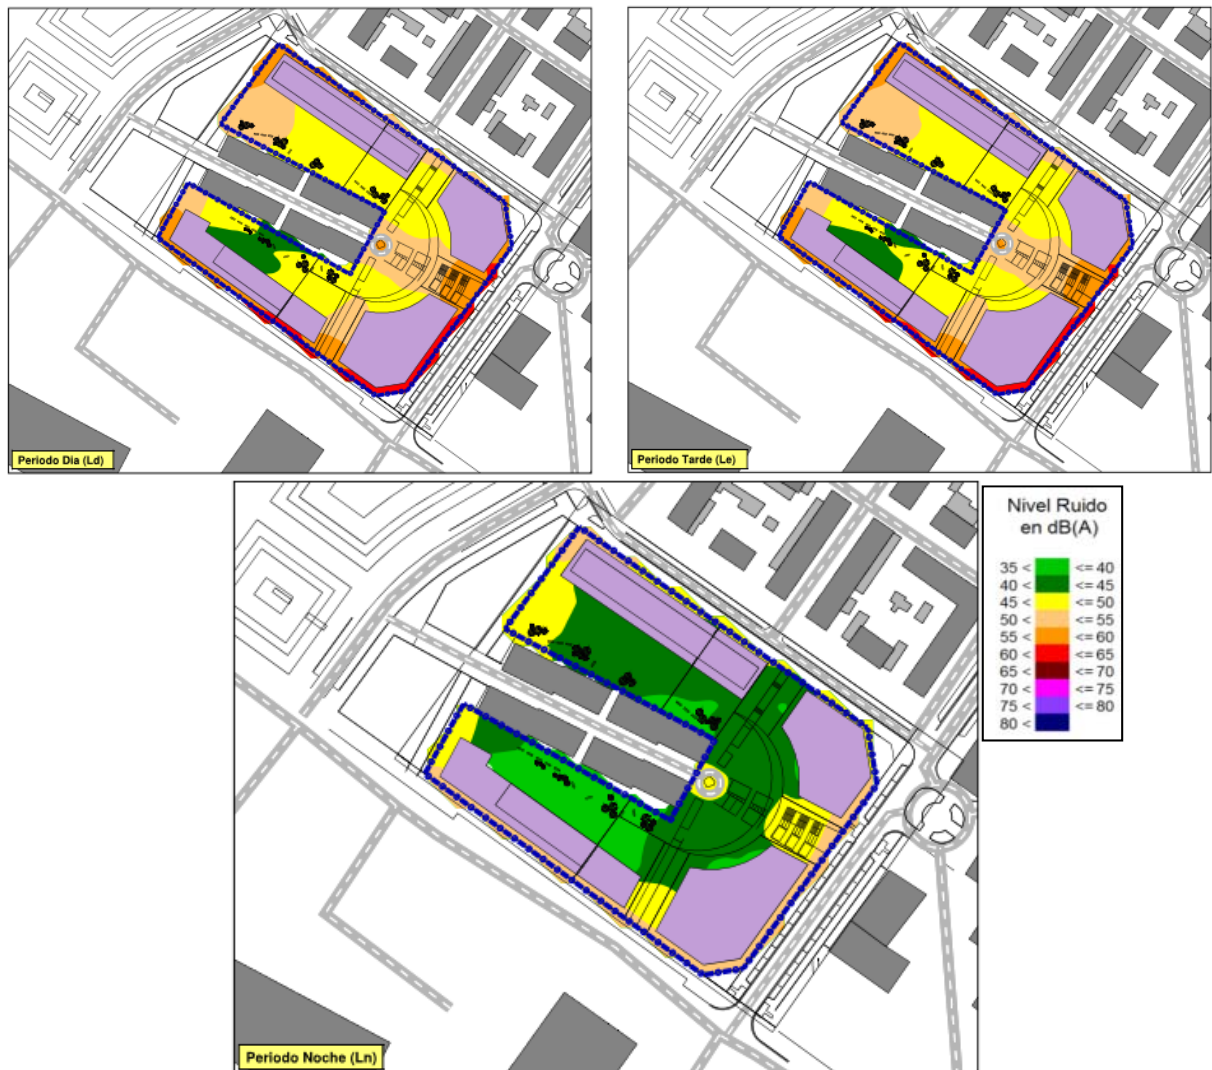 Periodo Dia (Ld)
Periodo Tarde (Le)
Nivel Ruido
en dB(A)
35 < <= 40
40 < <= 45
45 < <= 50
50 < <= 55
55 < <= 60
60 < <= 65
65 < <= 70
70 < <= 75
75 < <= 80
80 <
Periodo Noche (Ln)